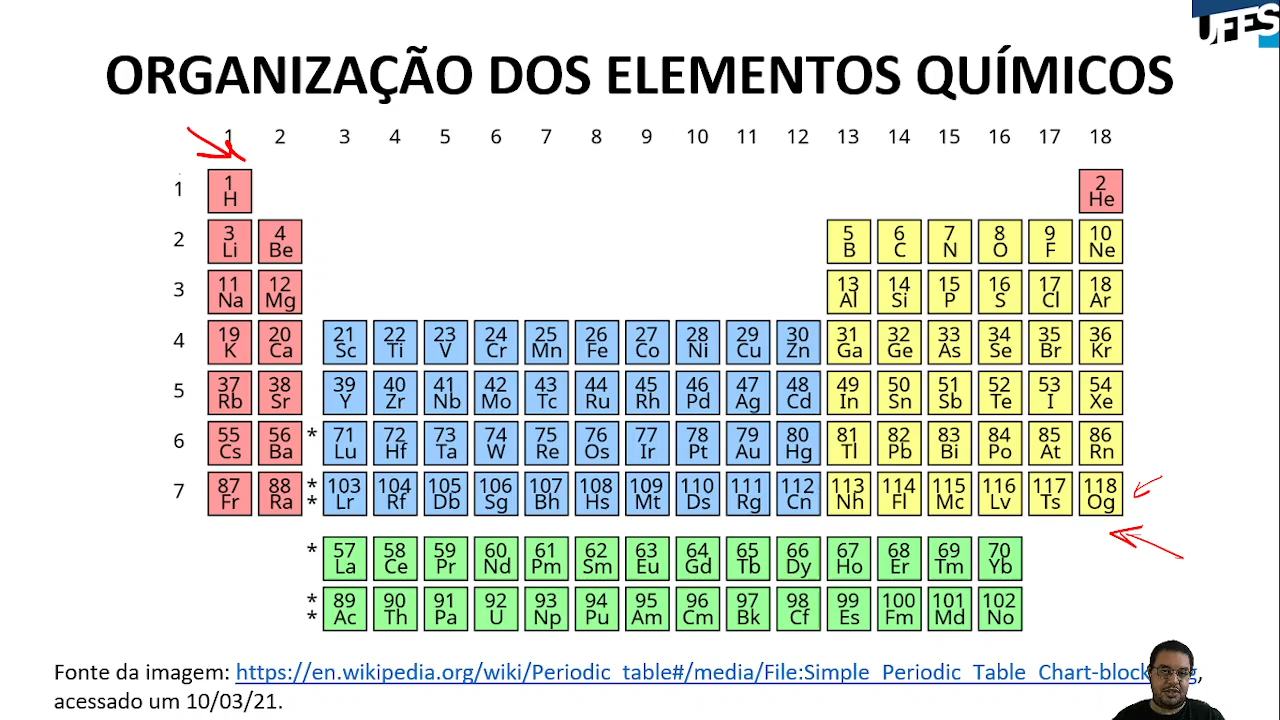 UFES
ORGANIZAÇÃO DOS ELEMENTOS QUÍMICOS
1 2 3 4 5 6 7 8 9 10 11 12 13 14 15 16 17 18
1 1 2
H He
2 3 4 5 6 7 8 9 10
Li Be B C N O F Ne
3 11 12 13 14 15 16 17 18
Na Mg Al Si P S Cl Ar
4 19 20 21 22 23 24 25 26 27 28 29 30 31 32 33 34 35 36
K Ca Sc Ti V Cr Mn Fe Co Ni Cu Zn Ga Ge As Se Br Kr
5 37 38 39 40 41 42 43 44 45 46 47 48 49 50 51 52 53 54
Rb Sr Y Zr Nb Mo Tc Ru Rh Pd Ag Cd In Sn Sb Te I Xe
6 55 56 * 71 72 73 74 75 76 77 78 79 80 81 82 83 84 85 86
Cs Ba Lu Hf Ta W Re Os Ir Pt Au Hg Tl Pb Bi Po At Rn
7 87 88 * 103 104 105 106 107 108 109 110 111 112 113 114 115 116 117 118
Fr Ra * Lr Rf Db Sg Bh Hs Mt Ds Rg Cn Nh Fl Mc Lv Ts Og
* 57 58 59 60 61 62 63 64 65 66 67 68 69 70
La Ce Pr Nd Pm Sm Eu Gd Tb Dy Ho Er Tm Yb
* 89 90 91 92 93 94 95 96 97 98 99 100 101 102
* Ac Th Pa U Np Pu Am Cm Bk Cf Es Fm Md No
Fonte da imagem: https://en.wikipedia.org/wiki/Periodic_table#/media/File:Simple_Periodic_Table_Chart-block
acessado um 10/03/21.